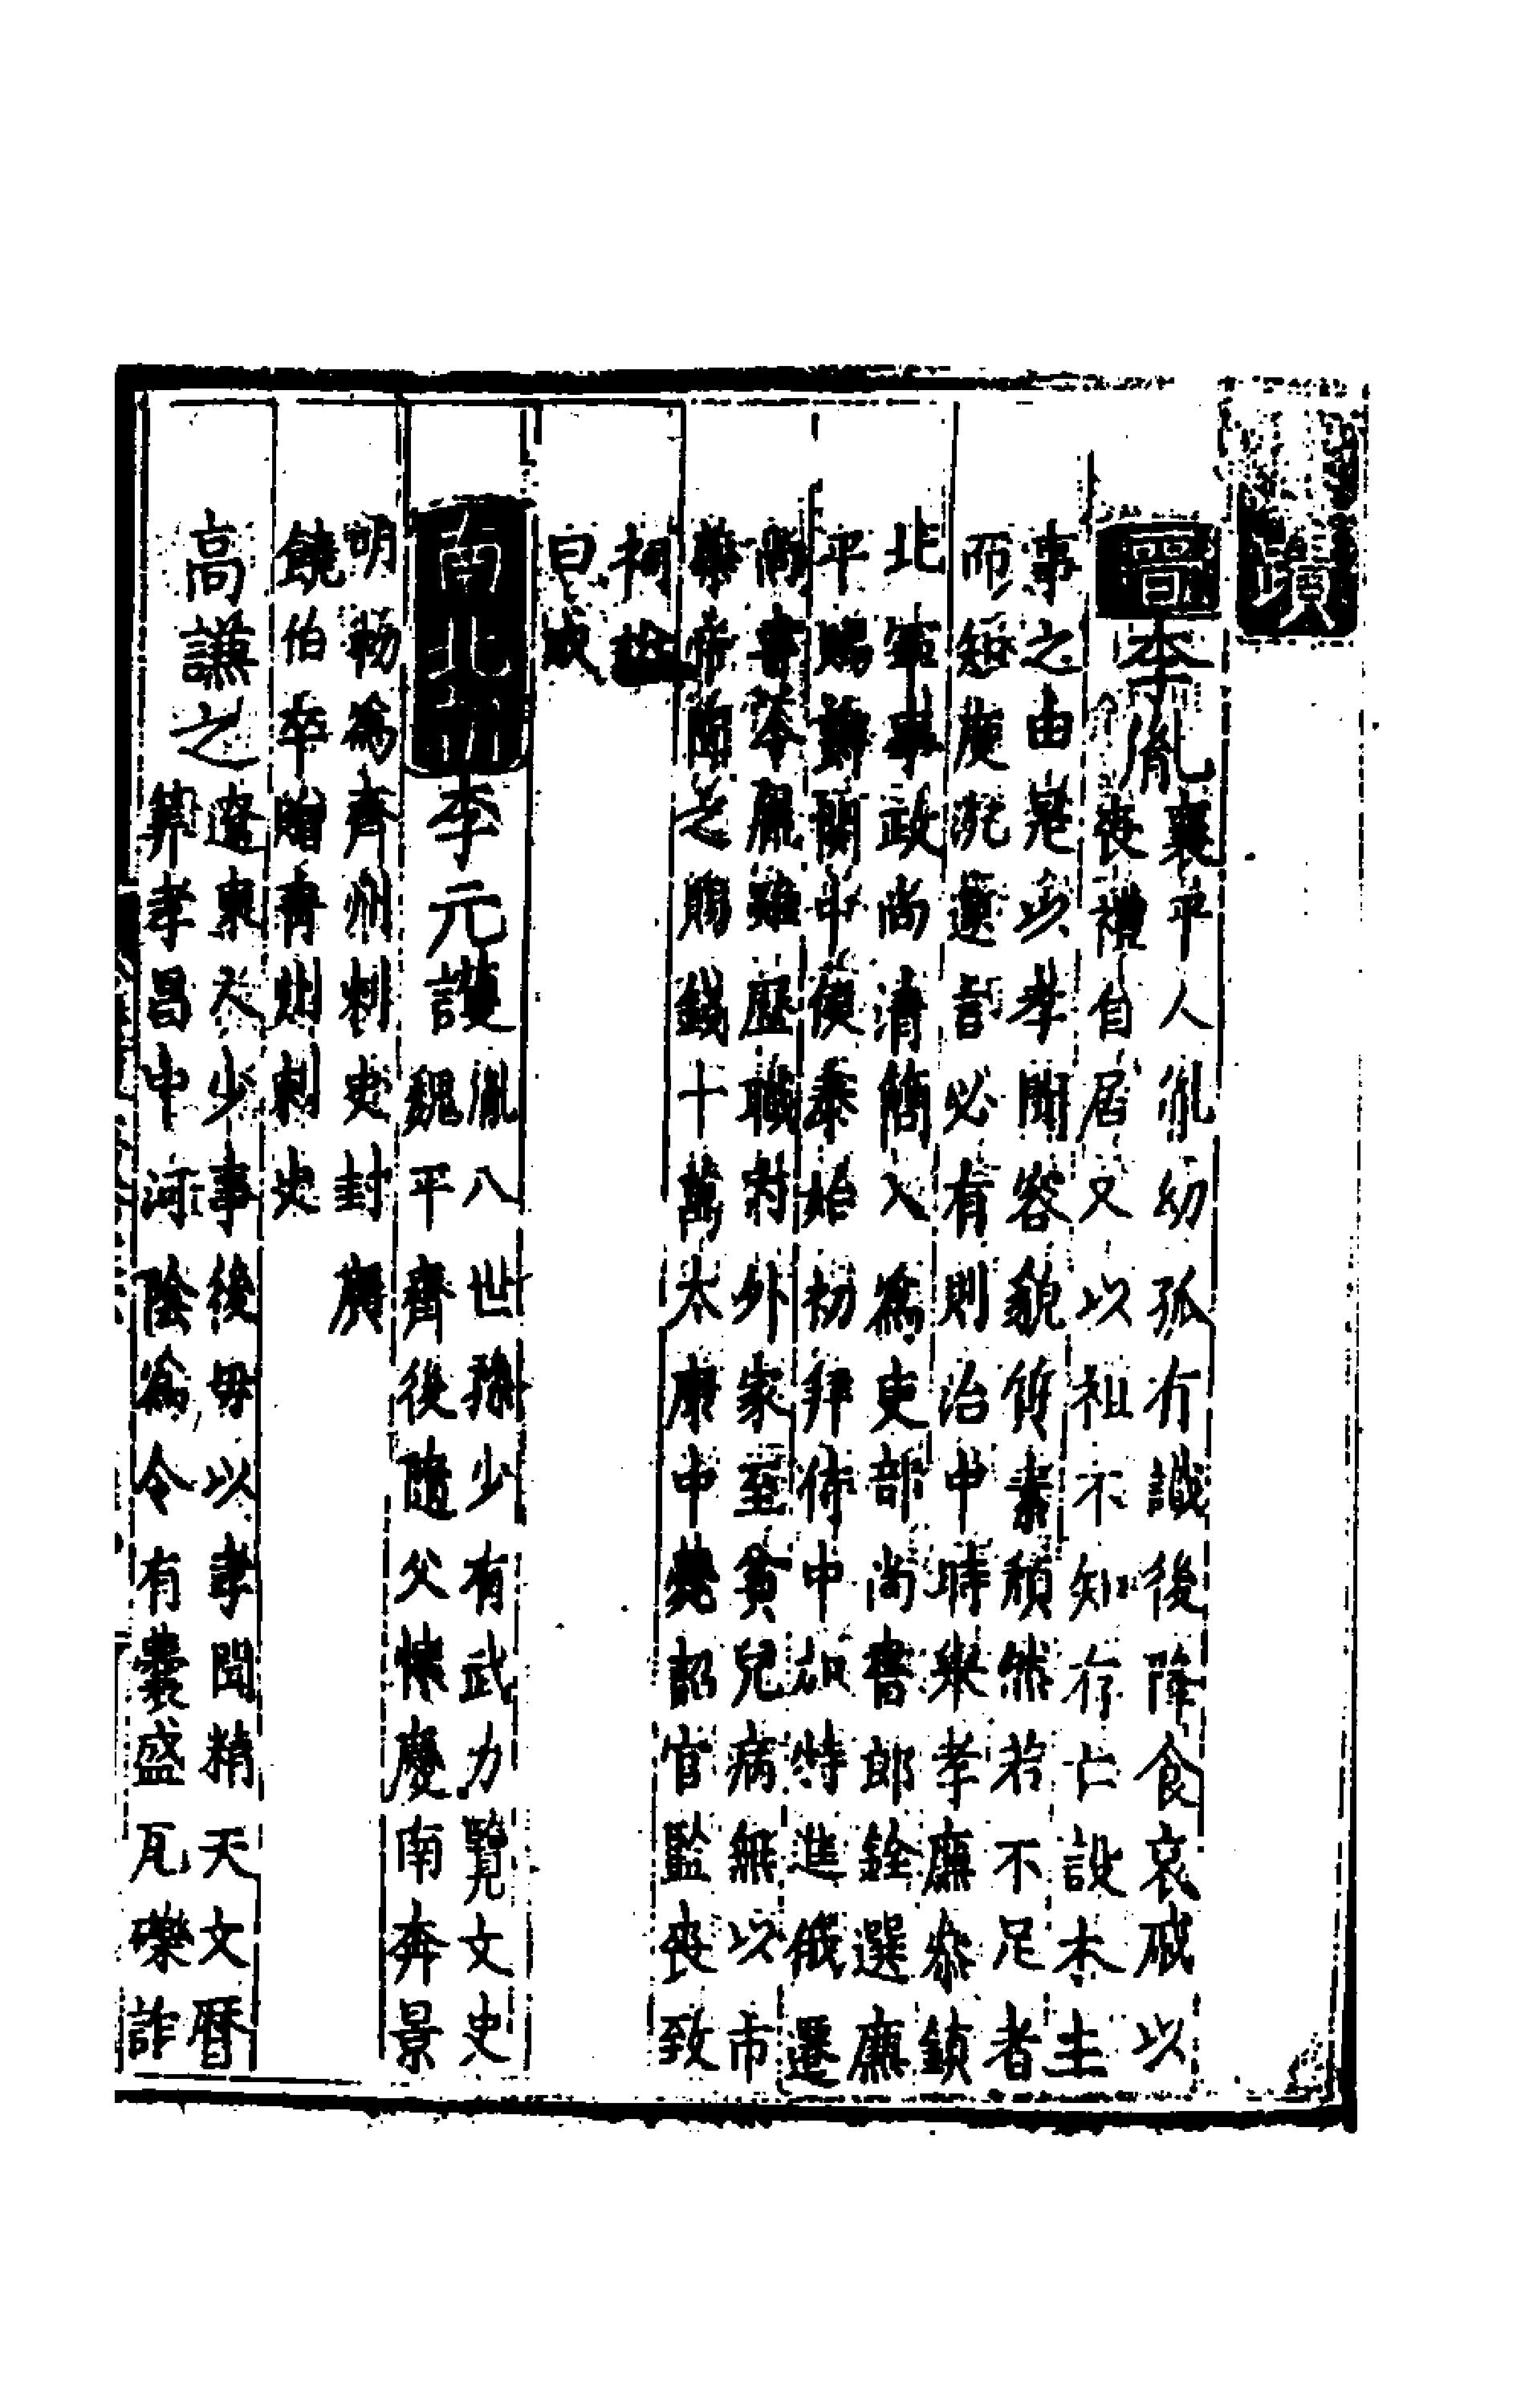 瓚
晉 李胤
襄平人胤幼孤有識後降食哀戚以
喪禮自居又以祖不知存亡設木主
事之由是以孝聞容貌質素頹然若不足者
而知度沉邃言必有則治中時舉孝廉叅鎮
北軍事政尚清簡入為吏部尚書郎銓選廉
平賜爵關中侯泰始初拜侍中加特進俄遷
尚書令胤雖歷職對外家至貧兒病無以市
藥帝聞之賜錢十萬太康中薨詔官監喪致
祠諡
曰成
南北朝 李元護
胤八世孫少有武力覽文史
魏平齊後隨父懷慶南奔景
明初為齊州刺史封廣
饒伯卒贈青州刺史
高謙之
遼東人少事後母以孝聞精天文曆
筭孝昌中河陰為令有囊盛瓦礫詐